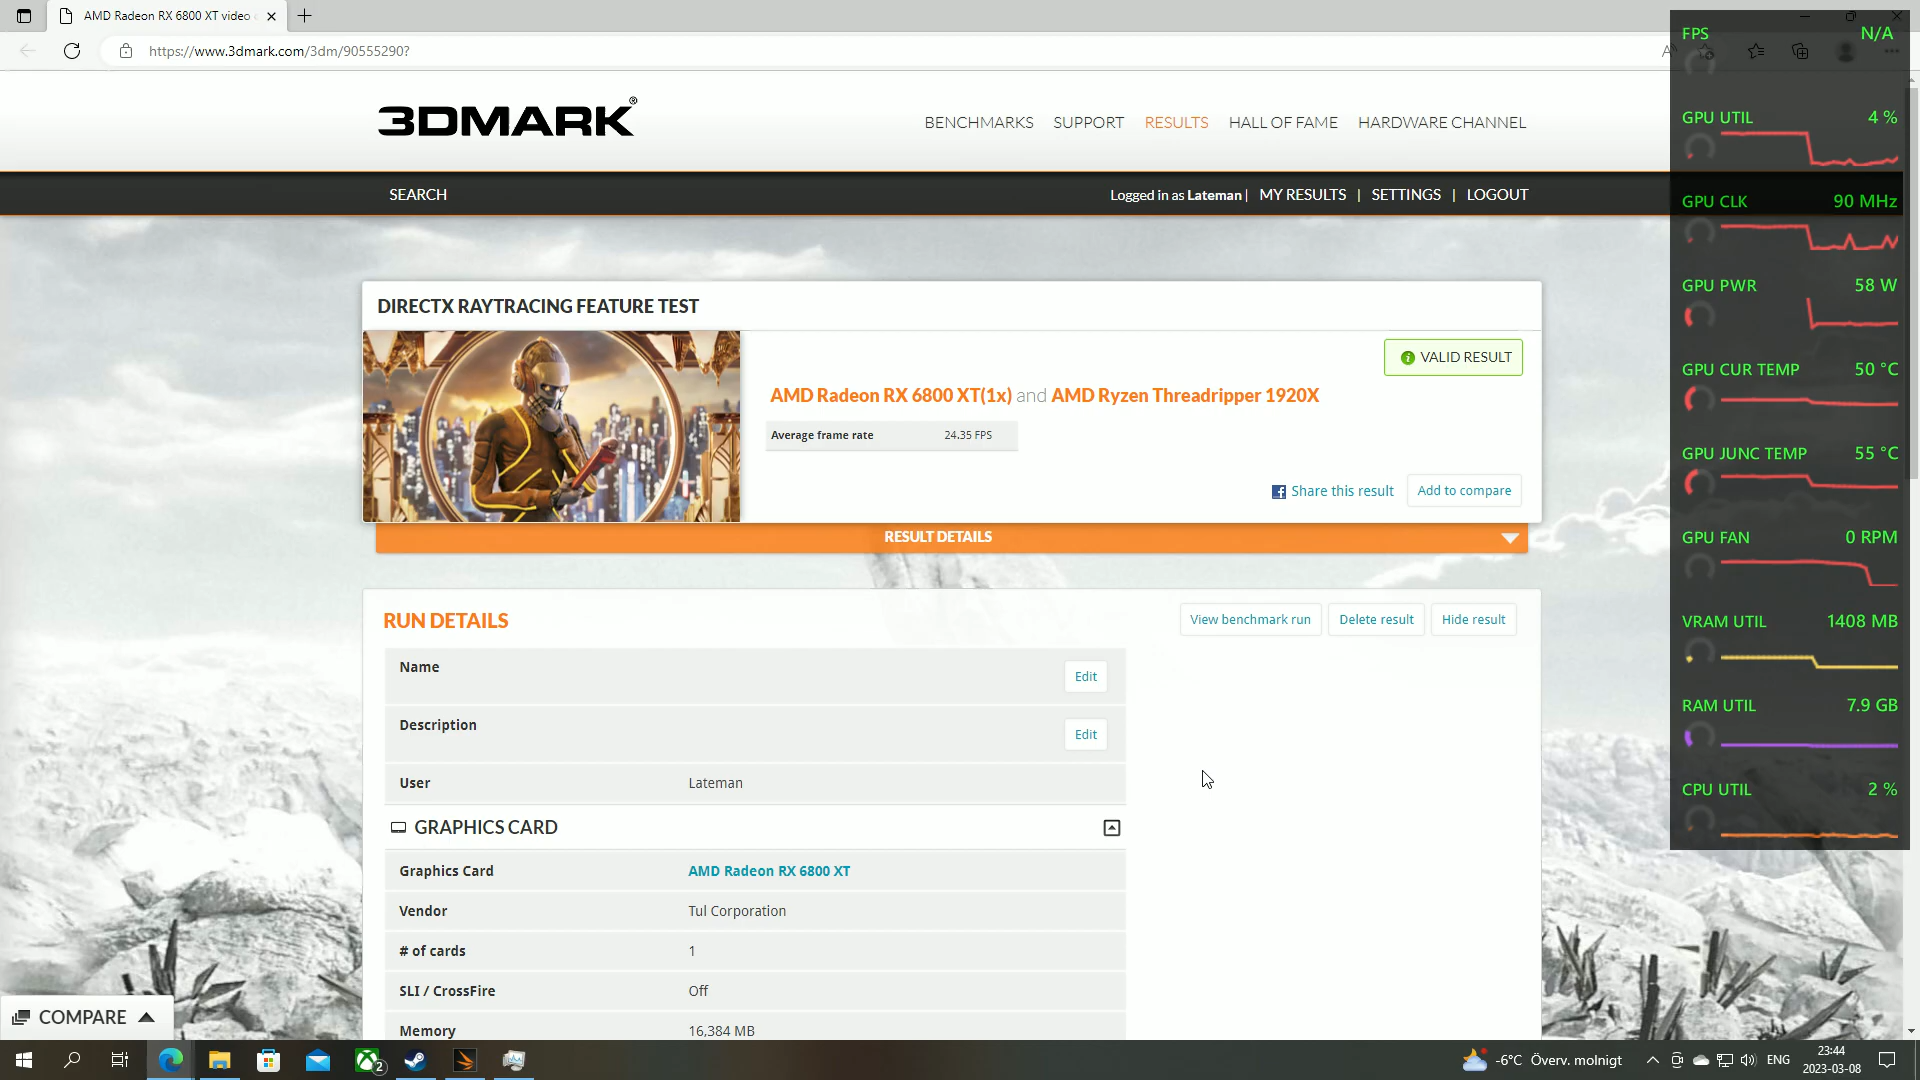 AMD Radeon RX 6800 XT video
https://www.3dmark.com/3dm/90555290?
3DMARK®
BENCHMARKS SUPPORT RESULTS HALL OF FAME HARDWARE CHANNEL
SEARCH
Logged in as Lateman | MY RESULTS | SETTINGS | LOGOUT
DIRECTX RAYTRACING FEATURE TEST
VALID RESULT
AMD Radeon RX 6800 XT(1x) and AMD Ryzen Threadripper 1920X
Average frame rate 24.35 FPS
Share this result
Add to compare
RESULT DETAILS
RUN DETAILS
View benchmark run
Delete result
Hide result
Name Edit
Description Edit
User Lateman
GRAPHICS CARD
Graphics Card AMD Radeon RX 6800 XT
Vendor Tul Corporation
# of cards 1
SLI / CrossFire Off
Memory 16,384 MB
COMPARE
FPS N/A
GPU UTIL 4 %
GPU CLK 90 MHz
GPU PWR 58 W
GPU CUR TEMP 50 °C
GPU JUNC TEMP 55 °C
GPU FAN 0 RPM
VRAM UTIL 1408 MB
RAM UTIL 7.9 GB
CPU UTIL 2 %
2
-6°C Överv. molnigt
ENG
23:44
2023-03-08